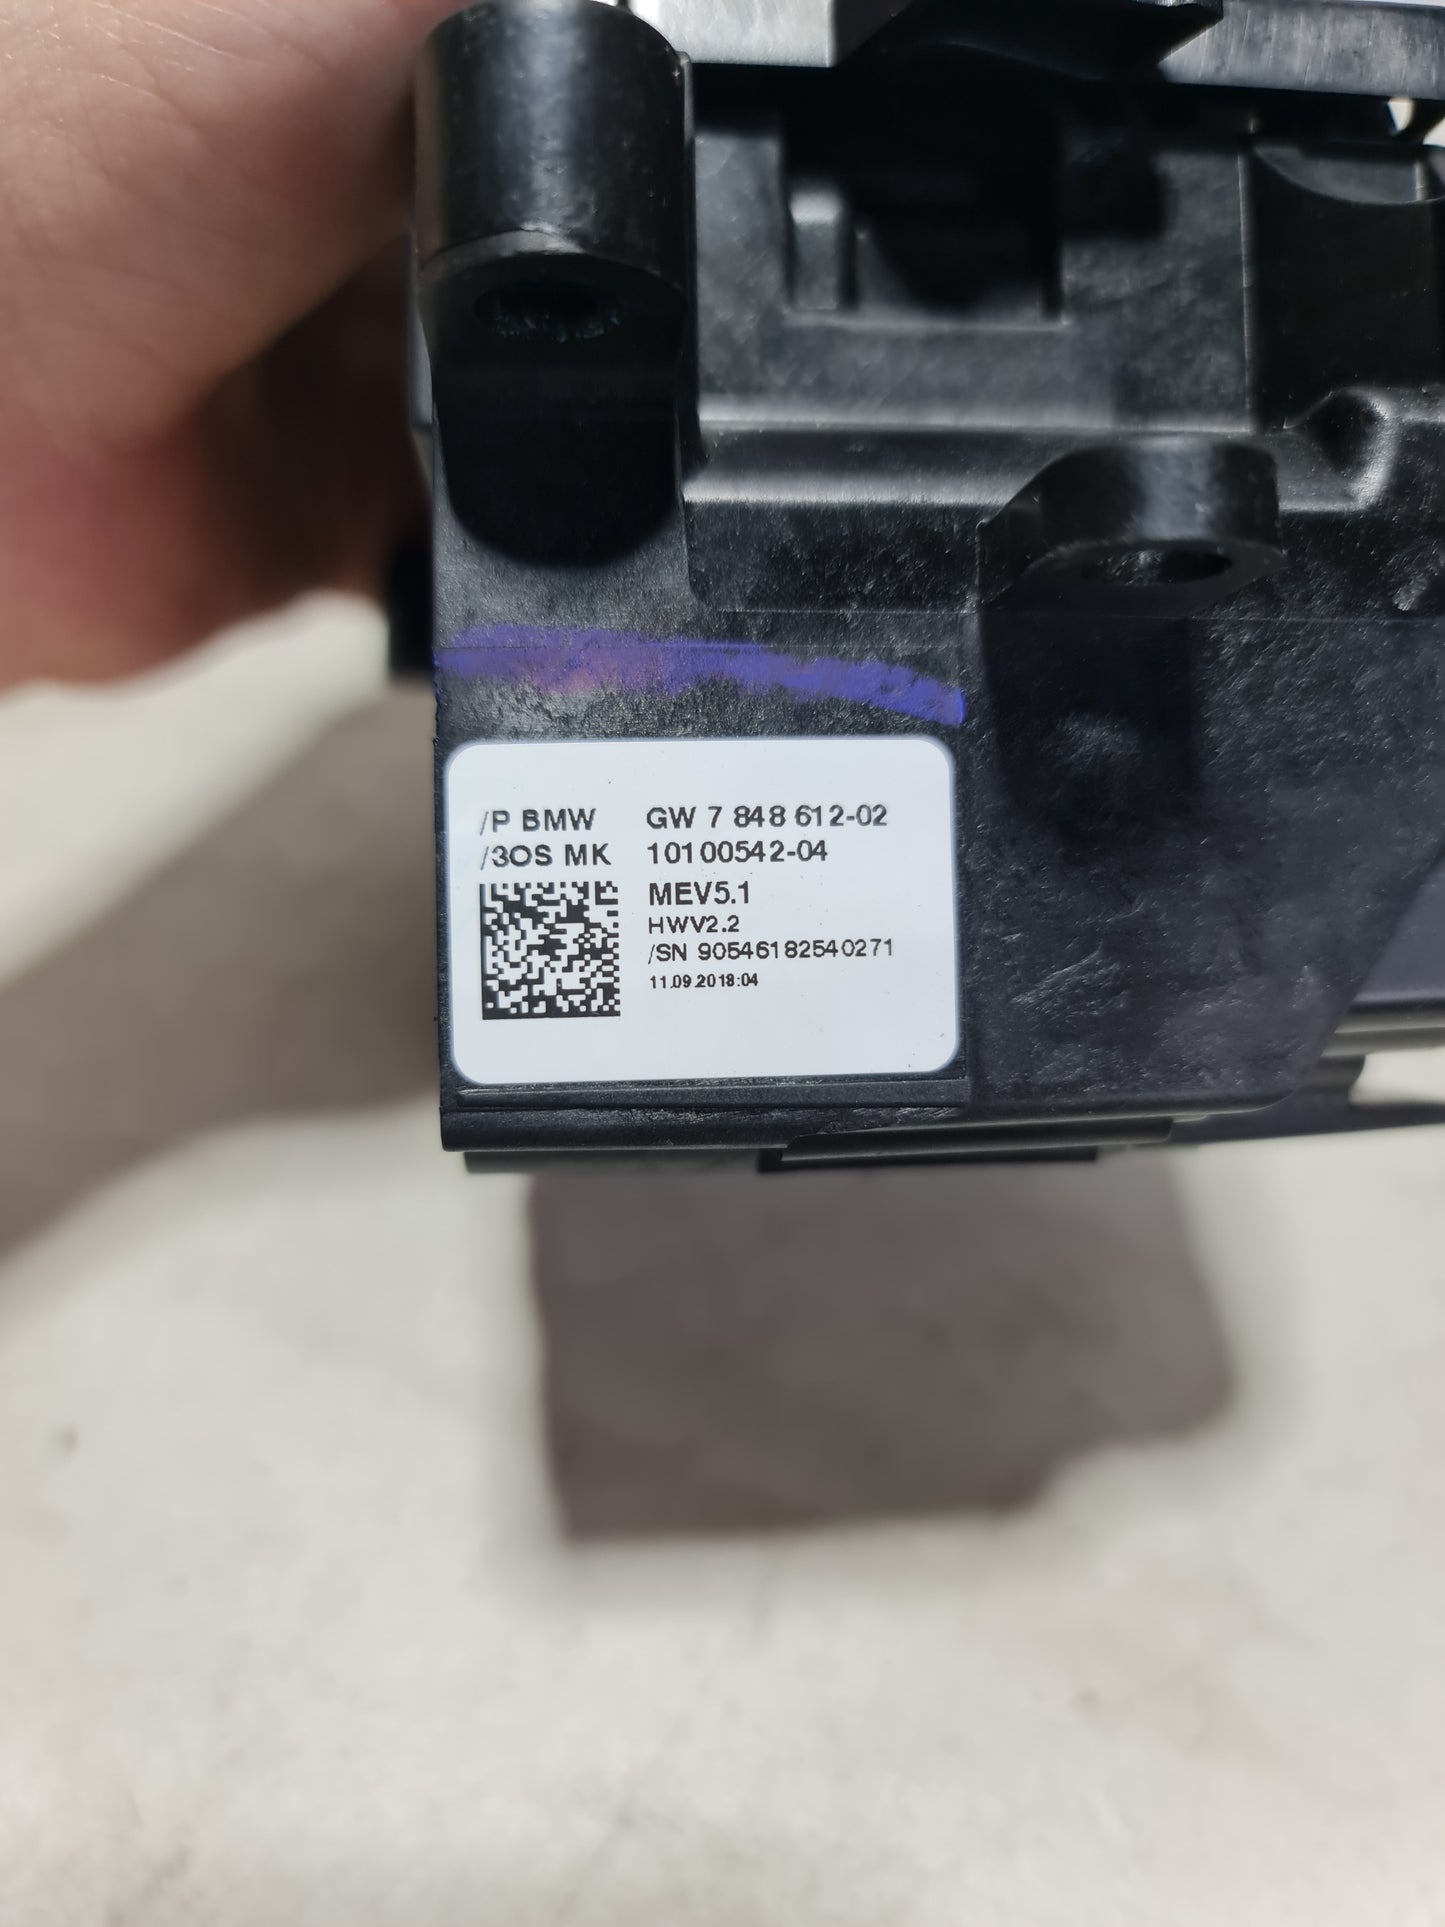 /P BMW GW 7 848 612-02
/3OS MK 10100542-04
MEV5.1
HWV2.2
/SN 90546182540271
11.09.2018:04